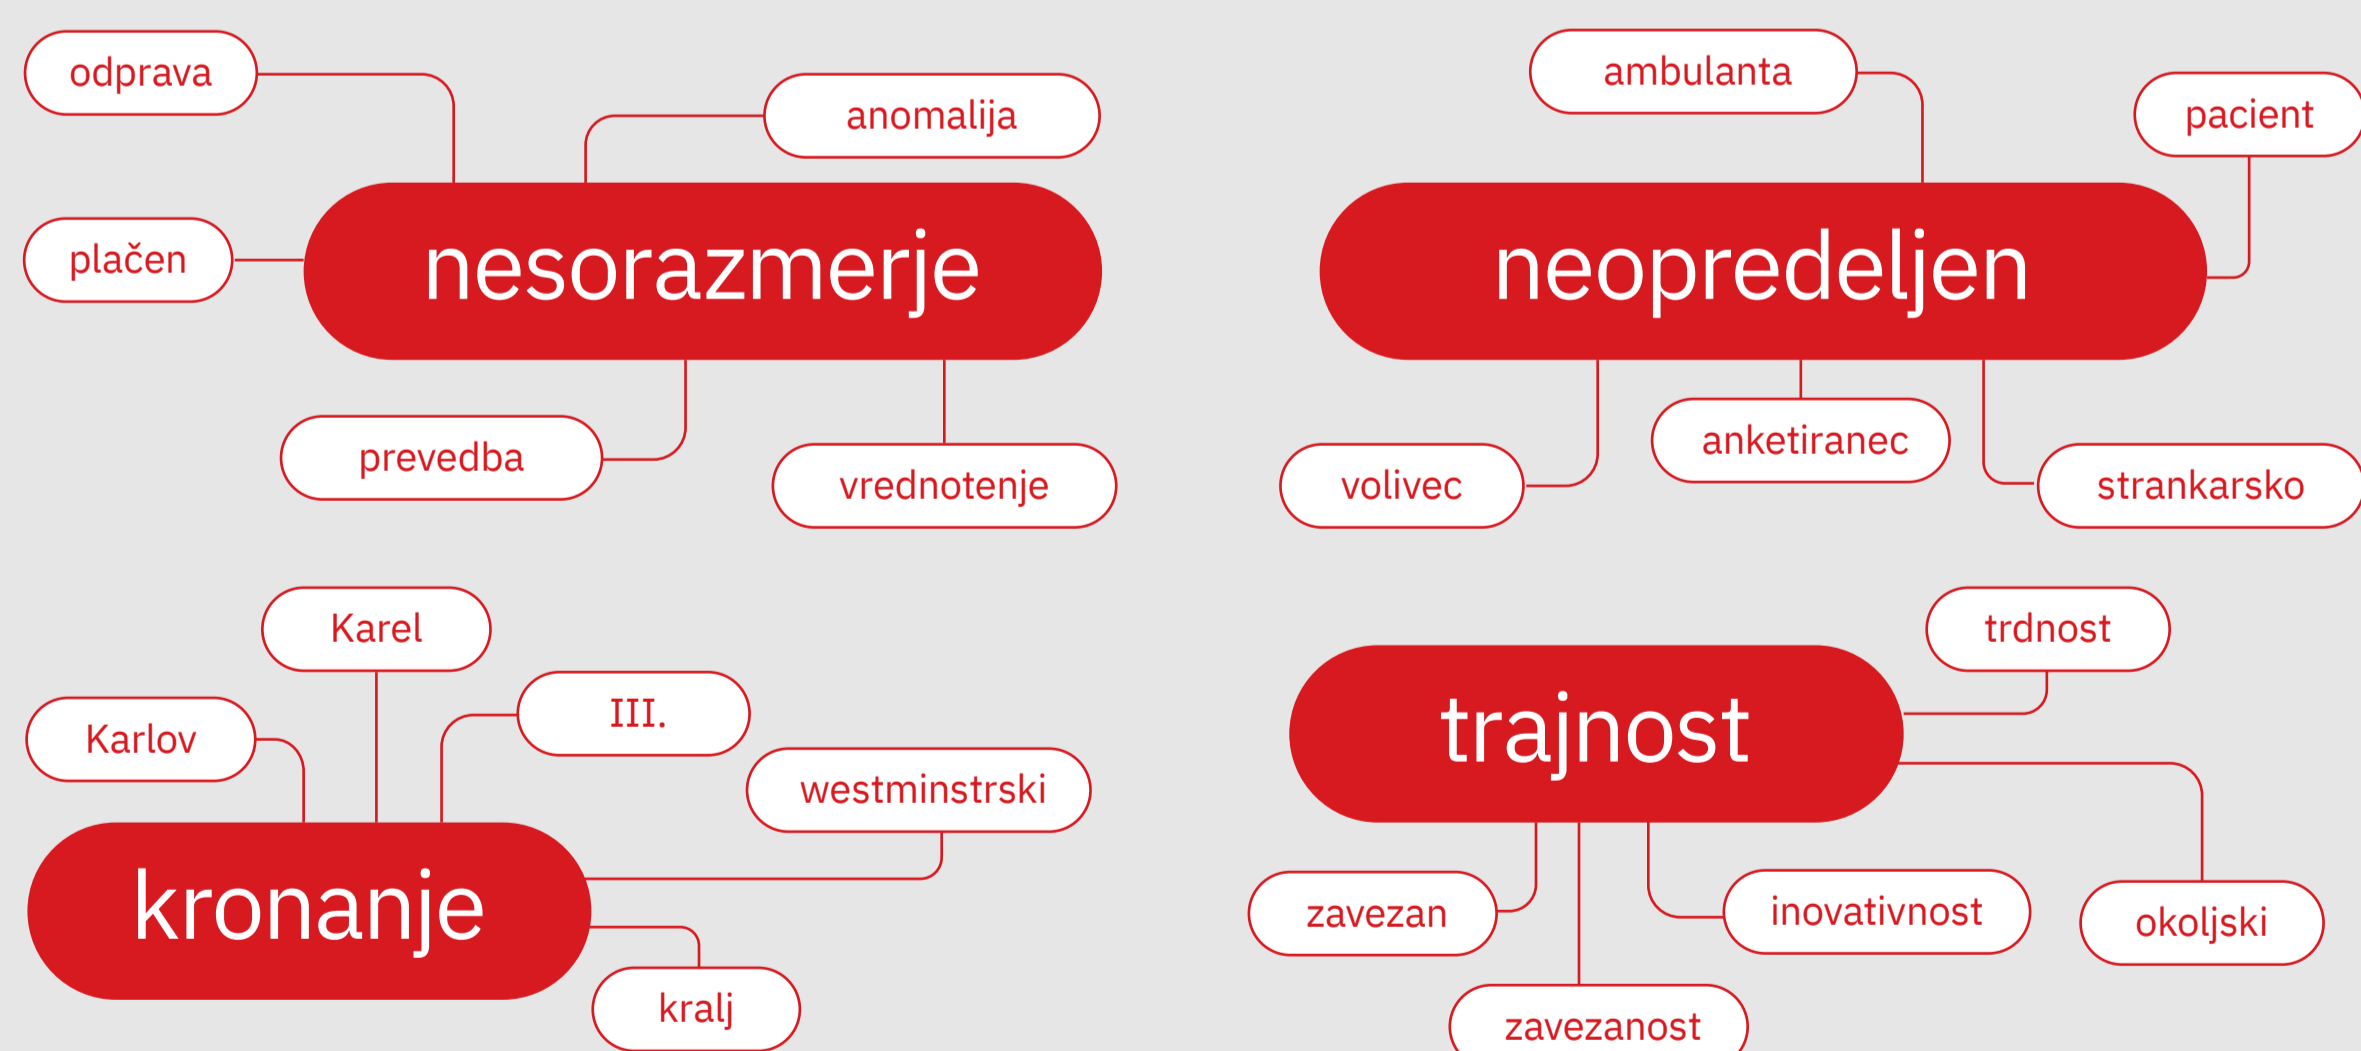 odprava
anomalija
plačen
nesorazmerje
prevedba
vrednotenje
ambulanta
pacient
neopredeljen
volivec
anketiranec
strankarsko
Karel
Karlov
III.
westminstrski
kronanje
kralj
trdnost
trajnost
zavezan
inovativnost
okoljski
zavezanost